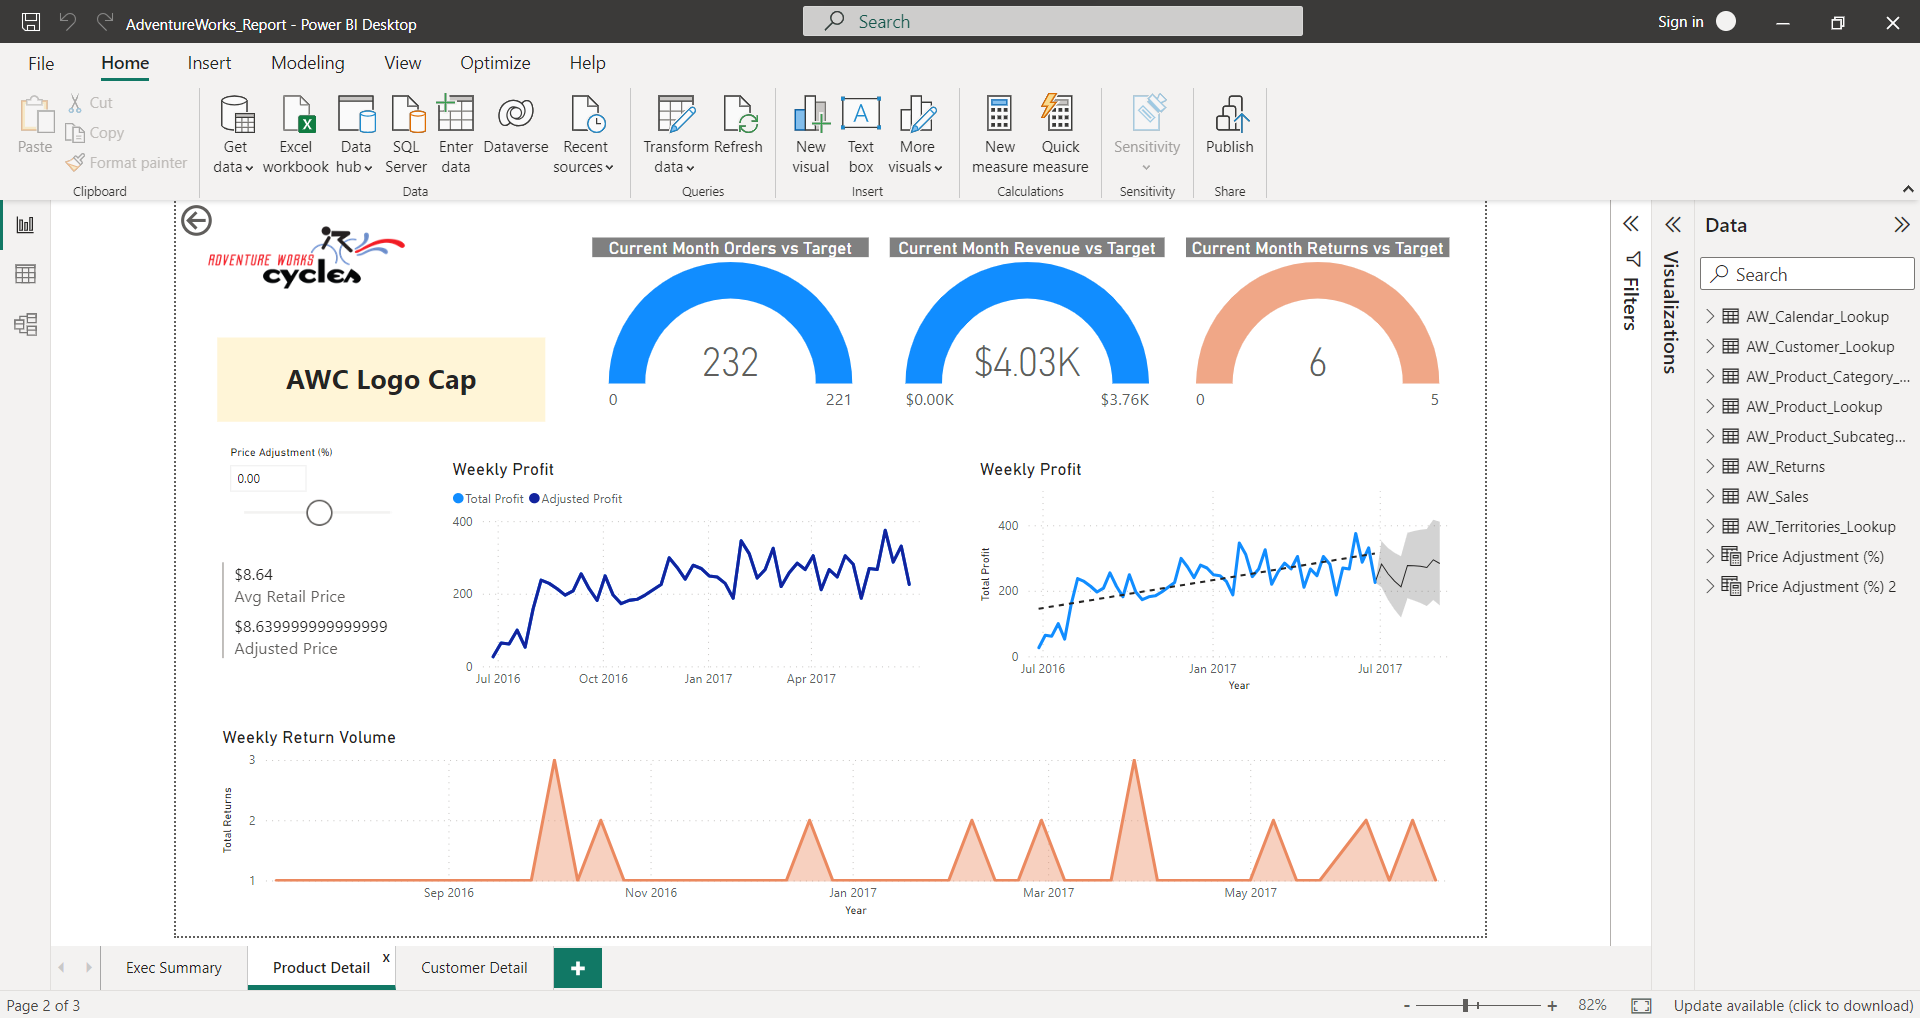 AdventureWorks_Report - Power BI Desktop
Search
Sign in
File
Home
Insert
Modeling
View
Optimize
Help
Paste
Cut
Copy
Format painter
Clipboard
Get data
Excel workbook
Data hub
SQL Server
Enter data
Dataverse
Recent sources
Data
Transform data
Refresh
Queries
New visual
Text box
More visuals
Insert
New measure
Quick measure
Calculations
Sensitivity
Sensitivity
Publish
Share
ADVENTURE WORKS
cycles
Current Month Orders vs Target
232
0
221
Current Month Revenue vs Target
$4.03K
$0.00K
$3.76K
Current Month Returns vs Target
6
0
5
AWC Logo Cap
Price Adjustment (%)
0.00
$8.64
Avg Retail Price
$8.639999999999999
Adjusted Price
Weekly Profit
Total Profit
Adjusted Profit
400
200
0
Jul 2016
Oct 2016
Jan 2017
Apr 2017
Weekly Profit
Total Profit
400
200
0
Jul 2016
Jan 2017
Jul 2017
Year
Weekly Return Volume
Total Returns
3
2
1
Sep 2016
Nov 2016
Jan 2017
Mar 2017
May 2017
Year
Filters
Visualizations
Data
Search
AW_Calendar_Lookup
AW_Customer_Lookup
AW_Product_Category_...
AW_Product_Lookup
AW_Product_Subcateg...
AW_Returns
AW_Sales
AW_Territories_Lookup
Price Adjustment (%)
Price Adjustment (%) 2
Exec Summary
Product Detail
x
Customer Detail
+
Page 2 of 3
- + 82%
Update available (click to download)